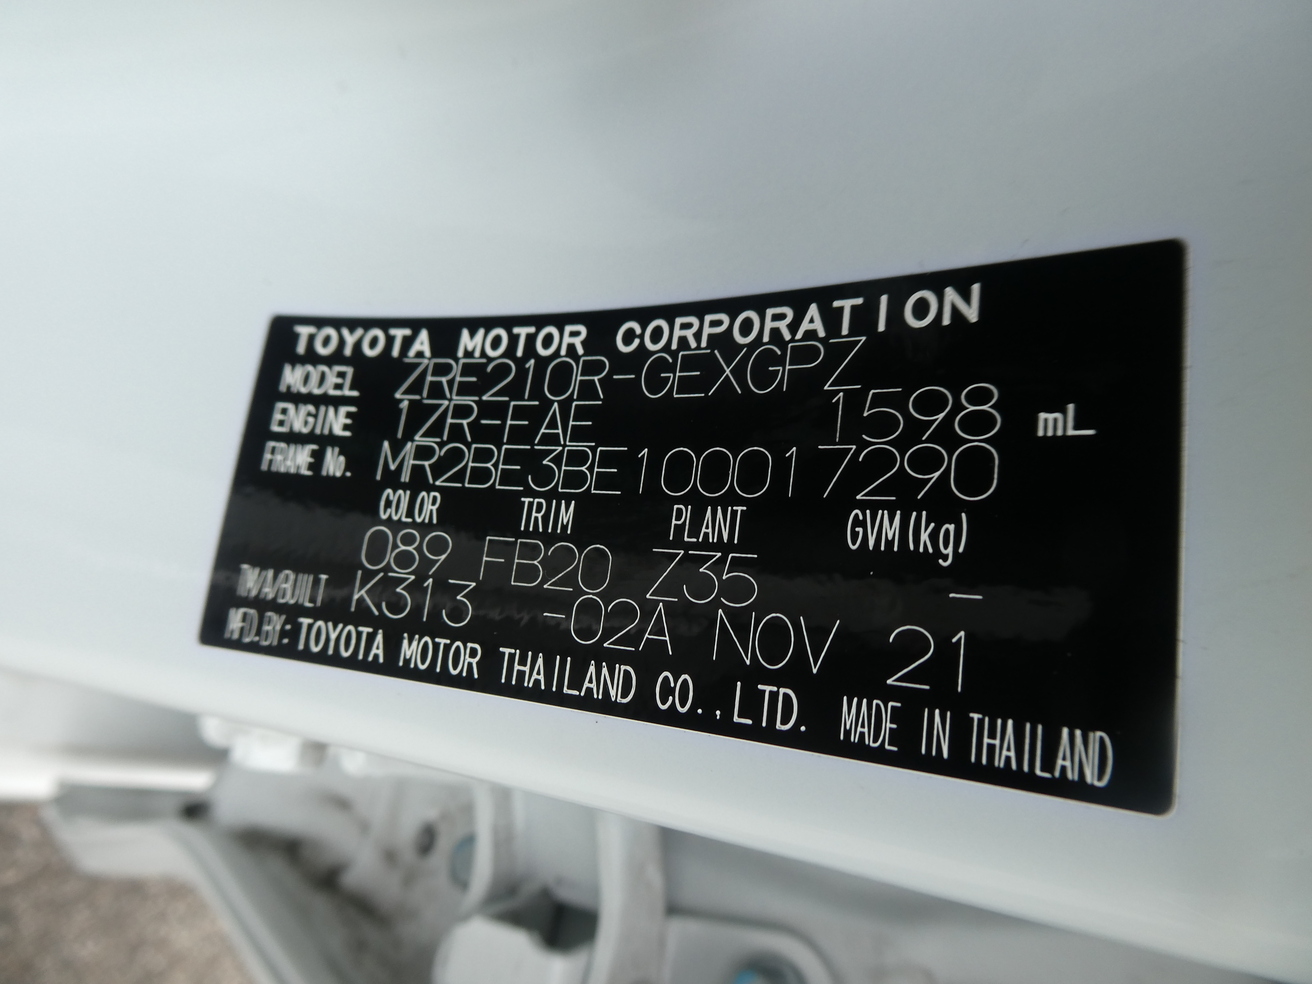 TOYOTA MOTOR CORPORATION
MODEL ZRE210R-GEXGPZ
ENGINE 1ZR-FAE 1598 mL
FRAME No. MR2BE3BE100017290
COLOR TRIM PLANT GVM(kg)
089 FB20 Z35 -
TM/A/BUILT K313 -02A NOV 21
MFD.BY:TOYOTA MOTOR THAILAND CO.,LTD. MADE IN THAILAND